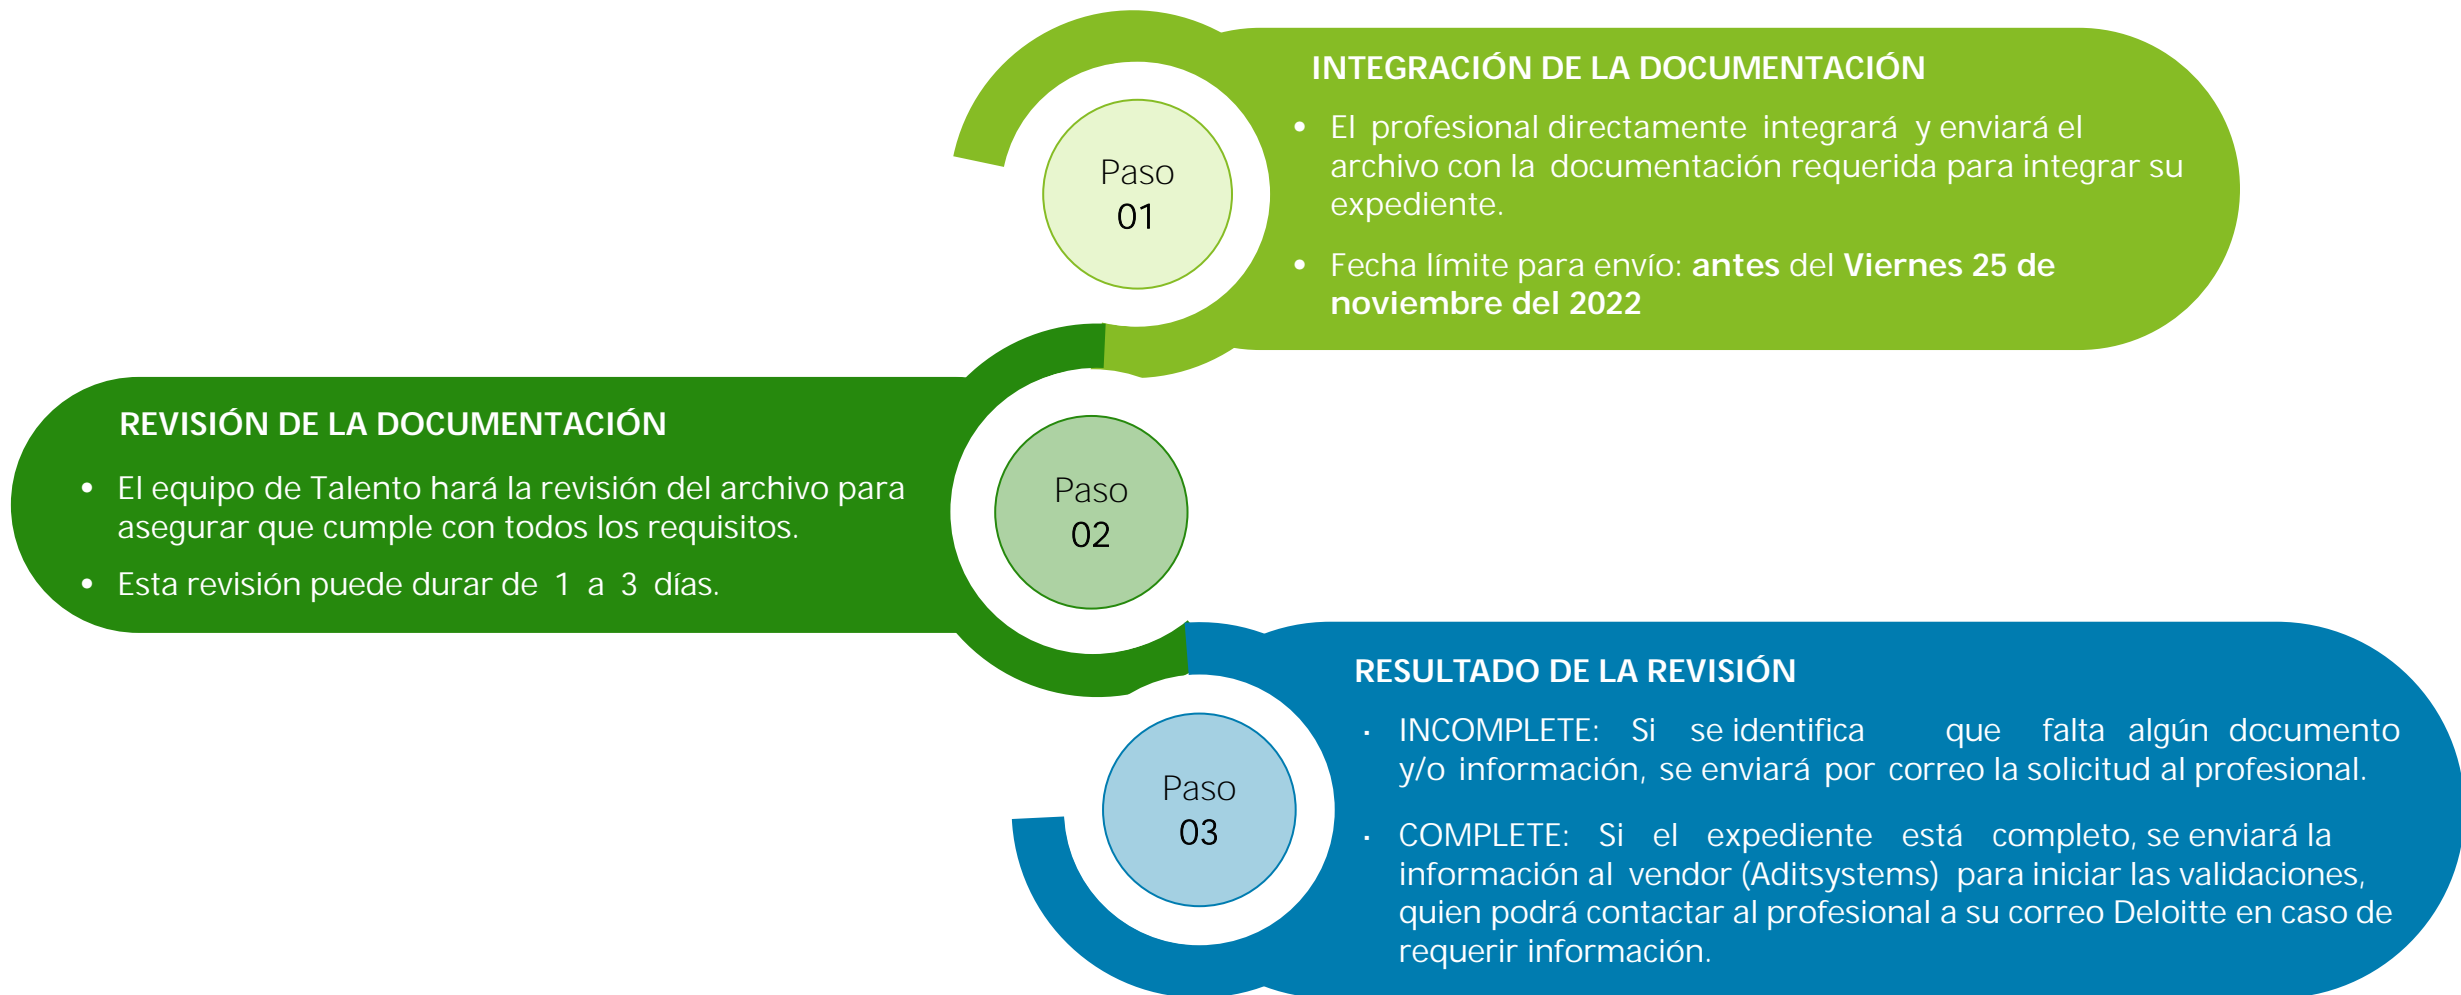 Paso
01
INTEGRACIÓN DE LA DOCUMENTACIÓN
• El profesional directamente integrará y enviará el
archivo con la documentación requerida para integrar su
expediente.
• Fecha límite para envío: antes del Viernes 25 de
noviembre del 2022
REVISIÓN DE LA DOCUMENTACIÓN
• El equipo de Talento hará la revisión del archivo para
asegurar que cumple con todos los requisitos.
• Esta revisión puede durar de 1 a 3 días.
Paso
02
Paso
03
RESULTADO DE LA REVISIÓN
· INCOMPLETE: Si se identifica que falta algún documento
y/o información, se enviará por correo la solicitud al profesional.
· COMPLETE: Si el expediente está completo, se enviará la
información al vendor (Aditsystems) para iniciar las validaciones,
quien podrá contactar al profesional a su correo Deloitte en caso de
requerir información.